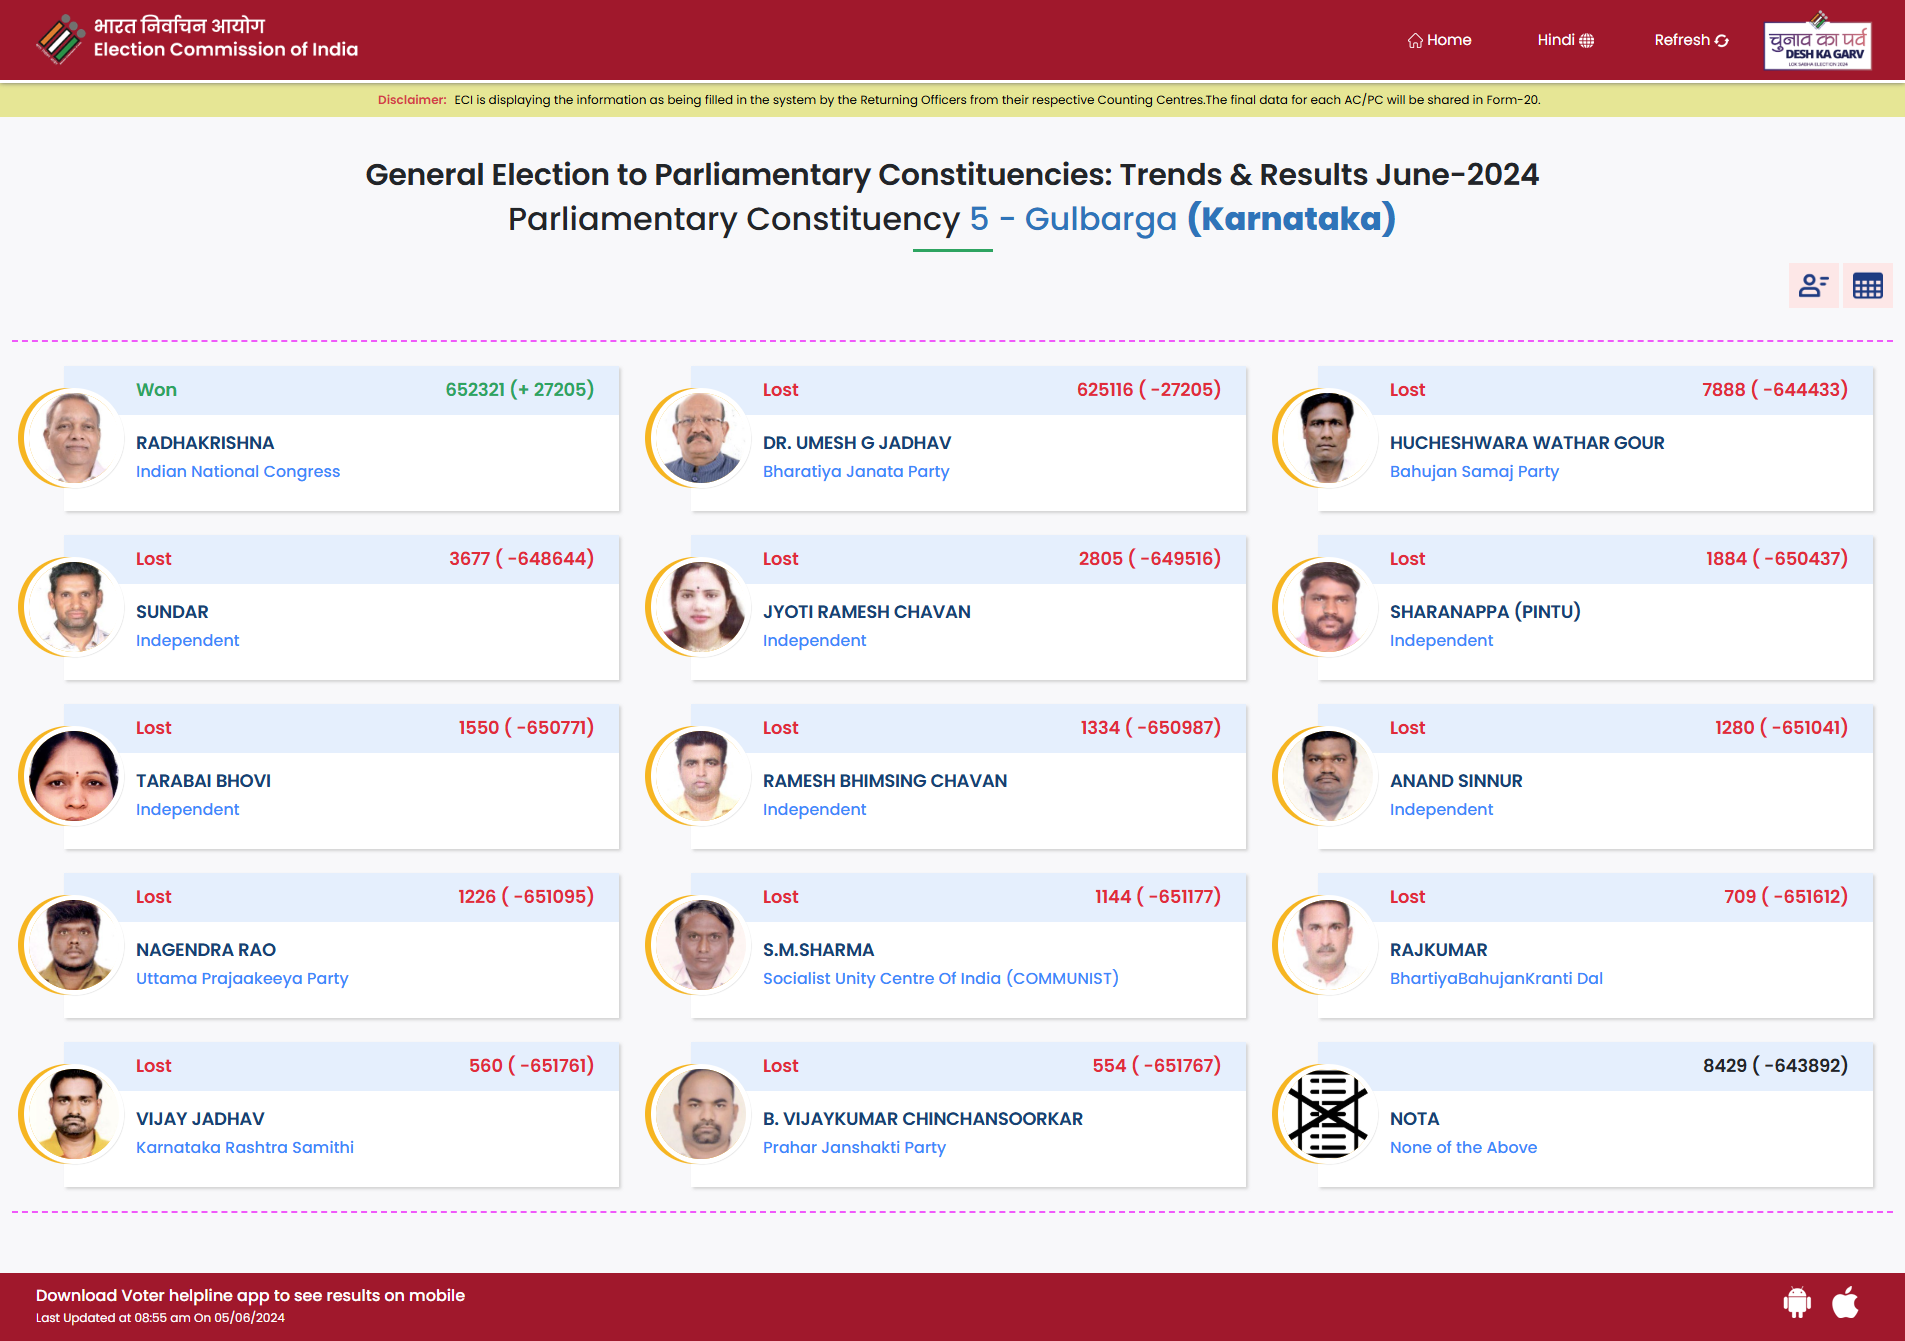 भारत निर्वाचन आयोग
Election Commission of India
Home
Hindi
Refresh
चुनाव का पर्व
DESH KA GARV
LOK SABHA ELECTION 2024
Disclaimer: ECI is displaying the information as being filled in the system by the Returning Officers from their respective Counting Centres.The final data for each AC/PC will be shared in Form-20.
General Election to Parliamentary Constituencies: Trends & Results June-2024
Parliamentary Constituency 5 - Gulbarga (Karnataka)
Won 652321 (+ 27205)
RADHAKRISHNA
Indian National Congress
Lost 625116 ( -27205)
DR. UMESH G JADHAV
Bharatiya Janata Party
Lost 7888 ( -644433)
HUCHESHWARA WATHAR GOUR
Bahujan Samaj Party
Lost 3677 ( -648644)
SUNDAR
Independent
Lost 2805 ( -649516)
JYOTI RAMESH CHAVAN
Independent
Lost 1884 ( -650437)
SHARANAPPA (PINTU)
Independent
Lost 1550 ( -650771)
TARABAI BHOVI
Independent
Lost 1334 ( -650987)
RAMESH BHIMSING CHAVAN
Independent
Lost 1280 ( -651041)
ANAND SINNUR
Independent
Lost 1226 ( -651095)
NAGENDRA RAO
Uttama Prajaakeeya Party
Lost 1144 ( -651177)
S.M.SHARMA
Socialist Unity Centre Of India (COMMUNIST)
Lost 709 ( -651612)
RAJKUMAR
BhartiyaBahujanKranti Dal
Lost 560 ( -651761)
VIJAY JADHAV
Karnataka Rashtra Samithi
Lost 554 ( -651767)
B. VIJAYKUMAR CHINCHANSOORKAR
Prahar Janshakti Party
8429 ( -643892)
NOTA
None of the Above
Download Voter helpline app to see results on mobile
Last Updated at 08:55 am On 05/06/2024